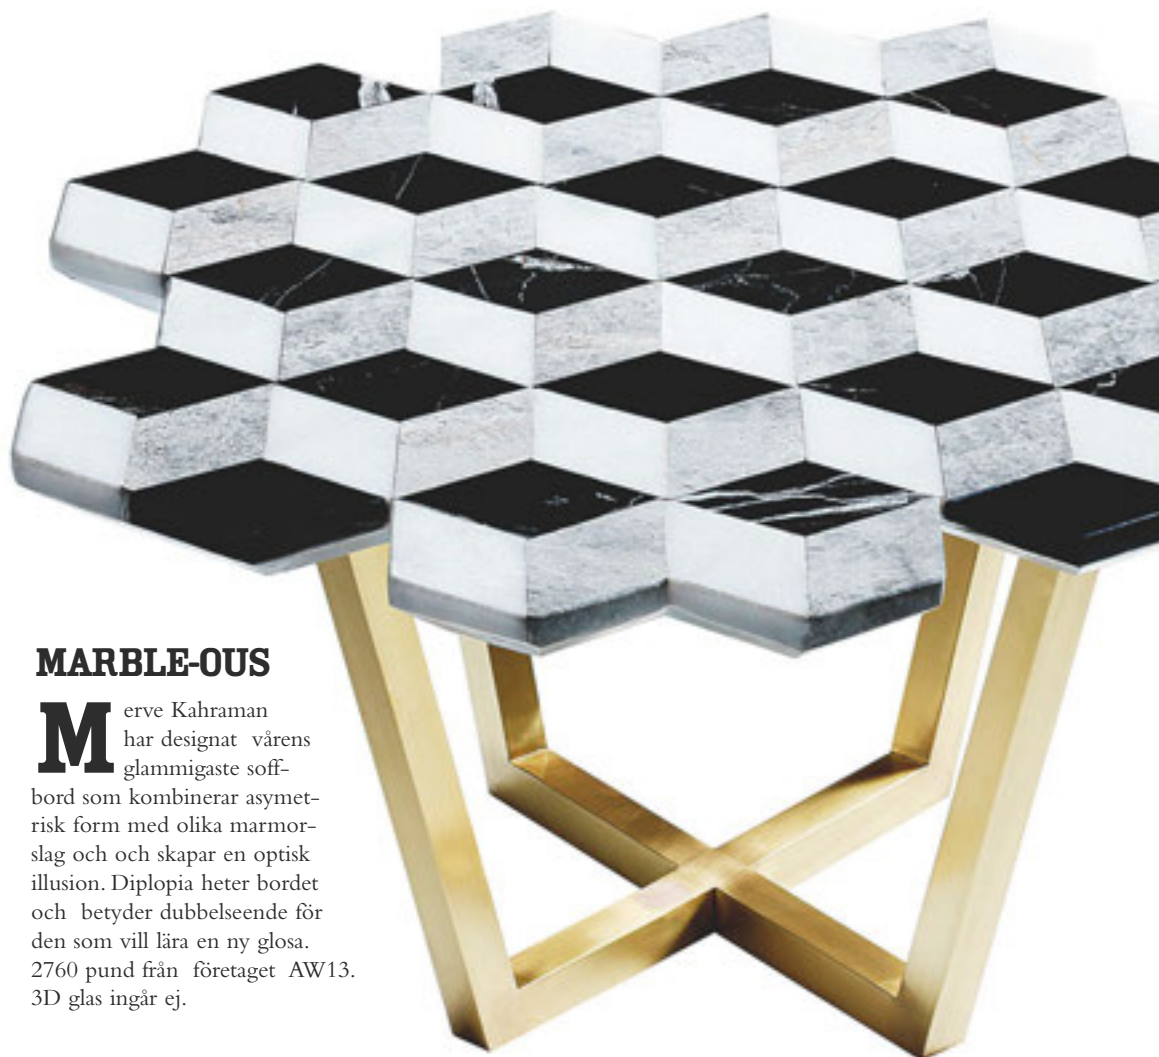 MARBLE-OUS
Merve Kahraman
har designat vårens
glammigaste soff-
bord som kombinerar asymet-
risk form med olika marmor-
slag och och skapar en optisk
illusion. Diplopia heter bordet
och betyder dubbelseende för
den som vill lära en ny glosa.
2760 pund från företaget AW13.
3D glas ingår ej.